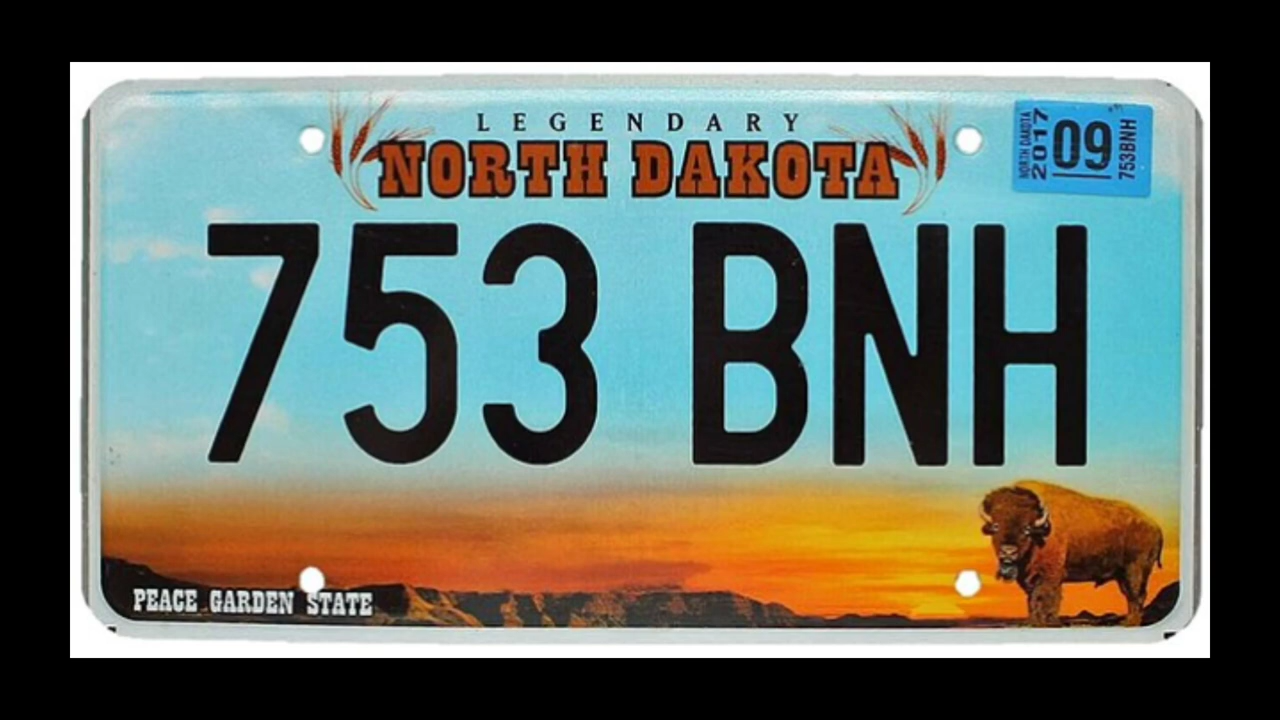 LEGENDARY
NORTH DAKOTA
NORTH DAKOTA
2017
09
753BNH
753 BNH
PEACE GARDEN STATE